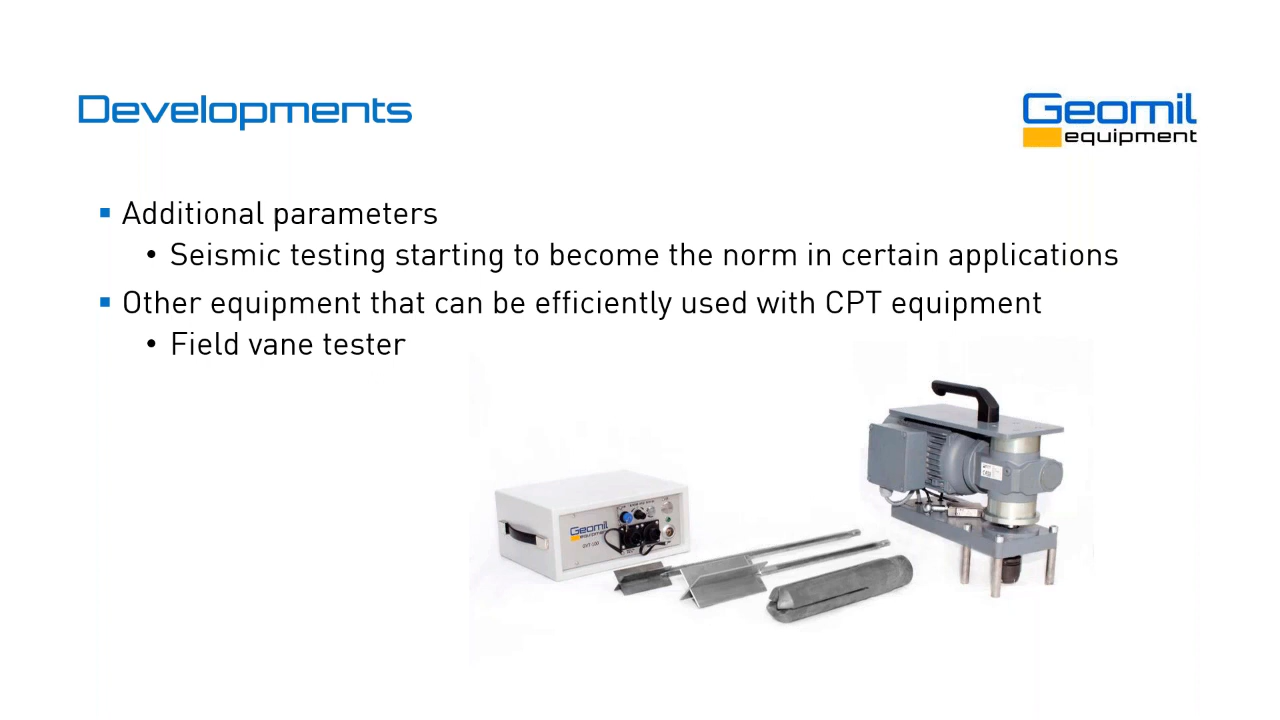 Developments
Geomil
equipment
Additional parameters
• Seismic testing starting to become the norm in certain applications
Other equipment that can be efficiently used with CPT equipment
• Field vane tester
Geomil
equipment